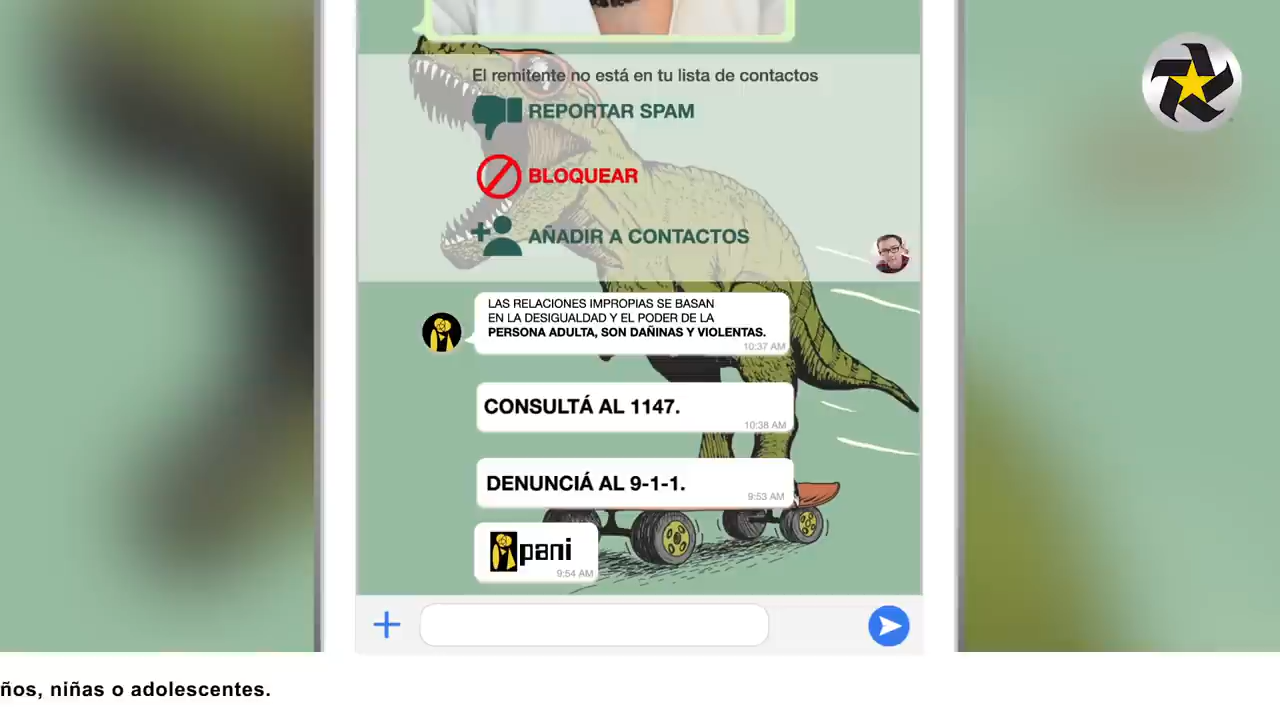 El remitente no está en tu lista de contactos
REPORTAR SPAM
BLOQUEAR
AÑADIR A CONTACTOS
LAS RELACIONES IMPROPIAS SE BASAN
EN LA DESIGUALDAD Y EL PODER DE LA
PERSONA ADULTA, SON DAÑINAS Y VIOLENTAS.
10:37 AM
CONSULTÁ AL 1147.
10:38 AM
DENUNCIÁ AL 9-1-1.
9:53 AM
pani
9:54 AM
ños, niñas o adolescentes.